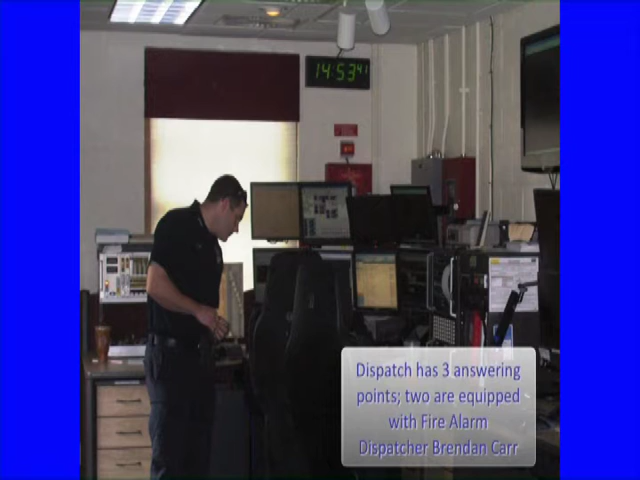 14:53 41
Dispatch has 3 answering
points; two are equipped
with Fire Alarm
Dispatcher Brendan Carr